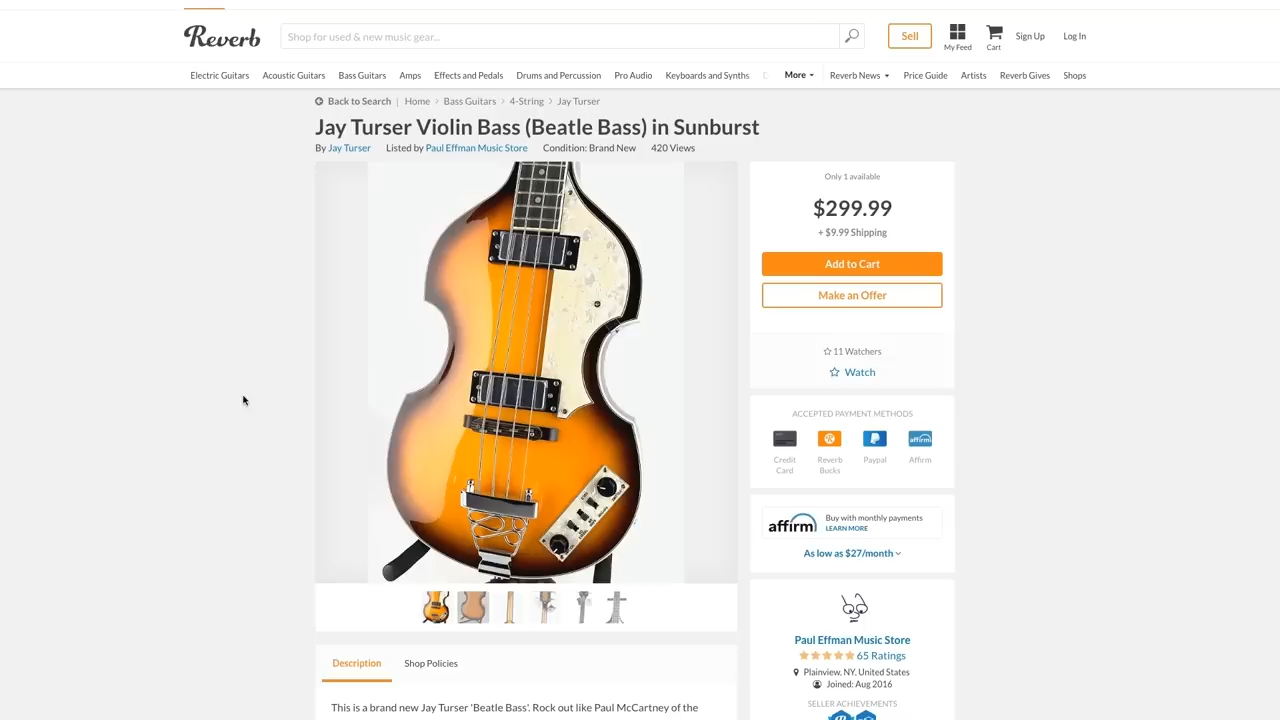 Reverb
Shop for used & new music gear...
Sell
My Feed
Cart
Sign Up
Log In
Electric Guitars
Acoustic Guitars
Bass Guitars
Amps
Effects and Pedals
Drums and Percussion
Pro Audio
Keyboards and Synths
More
Reverb News
Price Guide
Artists
Reverb Gives
Shops
Back to Search | Home > Bass Guitars > 4-String > Jay Turser
Jay Turser Violin Bass (Beatle Bass) in Sunburst
By Jay Turser Listed by Paul Effman Music Store Condition: Brand New 420 Views
Only 1 available
$299.99
+ $9.99 Shipping
Add to Cart
Make an Offer
11 Watchers
Watch
ACCEPTED PAYMENT METHODS
Credit
Card
Reverb
Bucks
Paypal
affirm
Affirm
affirm
Buy with monthly payments
LEARN MORE
As low as $27/month
Paul Effman Music Store
65 Ratings
Plainview, NY, United States
Joined: Aug 2016
SELLER ACHIEVEMENTS
Description
Shop Policies
This is a brand new Jay Turser 'Beatle Bass'. Rock out like Paul McCartney of the